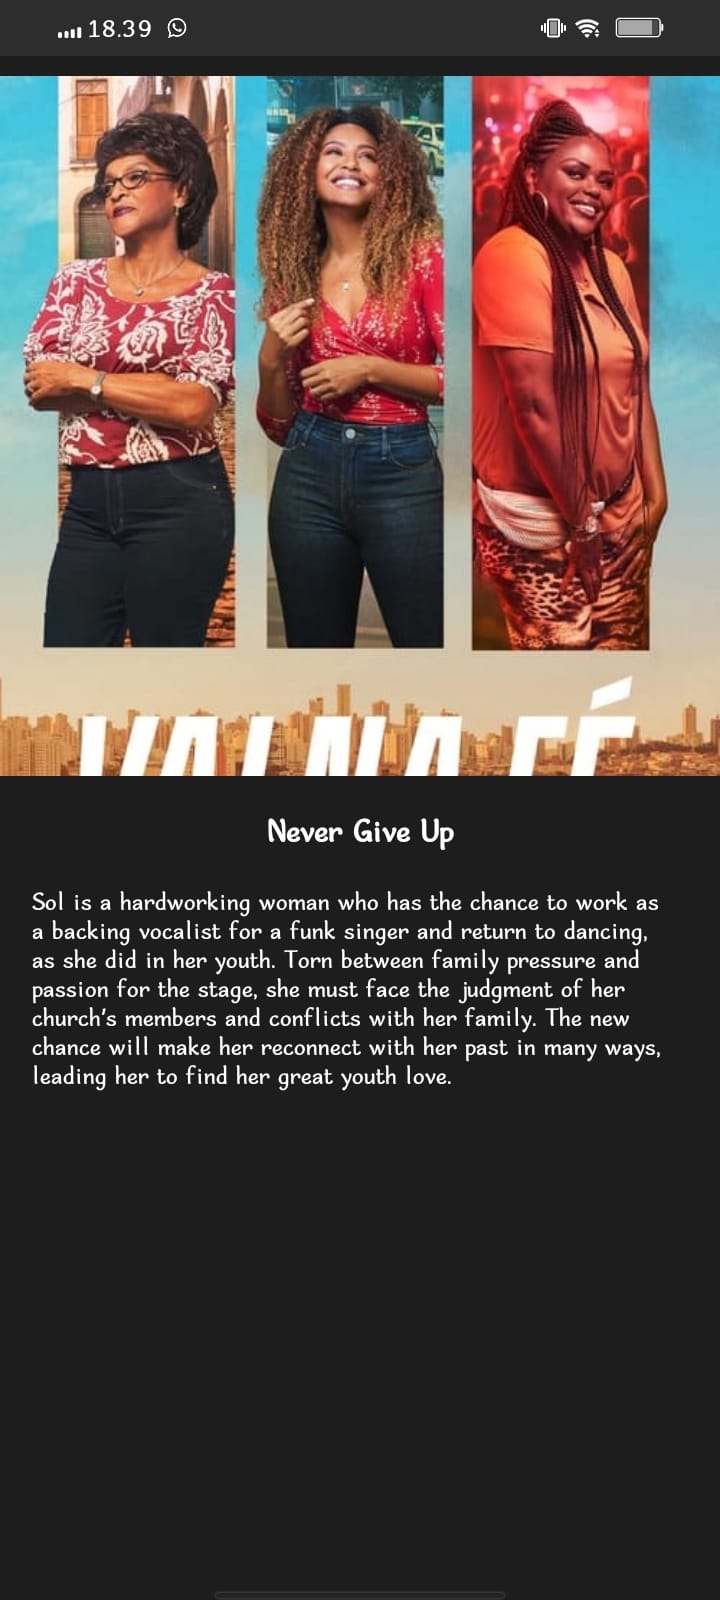 18.39
VAI NA FÉ
Never Give Up
Sol is a hardworking woman who has the chance to work as
a backing vocalist for a funk singer and return to dancing,
as she did in her youth. Torn between family pressure and
passion for the stage, she must face the judgment of her
church's members and conflicts with her family. The new
chance will make her reconnect with her past in many ways,
leading her to find her great youth love.